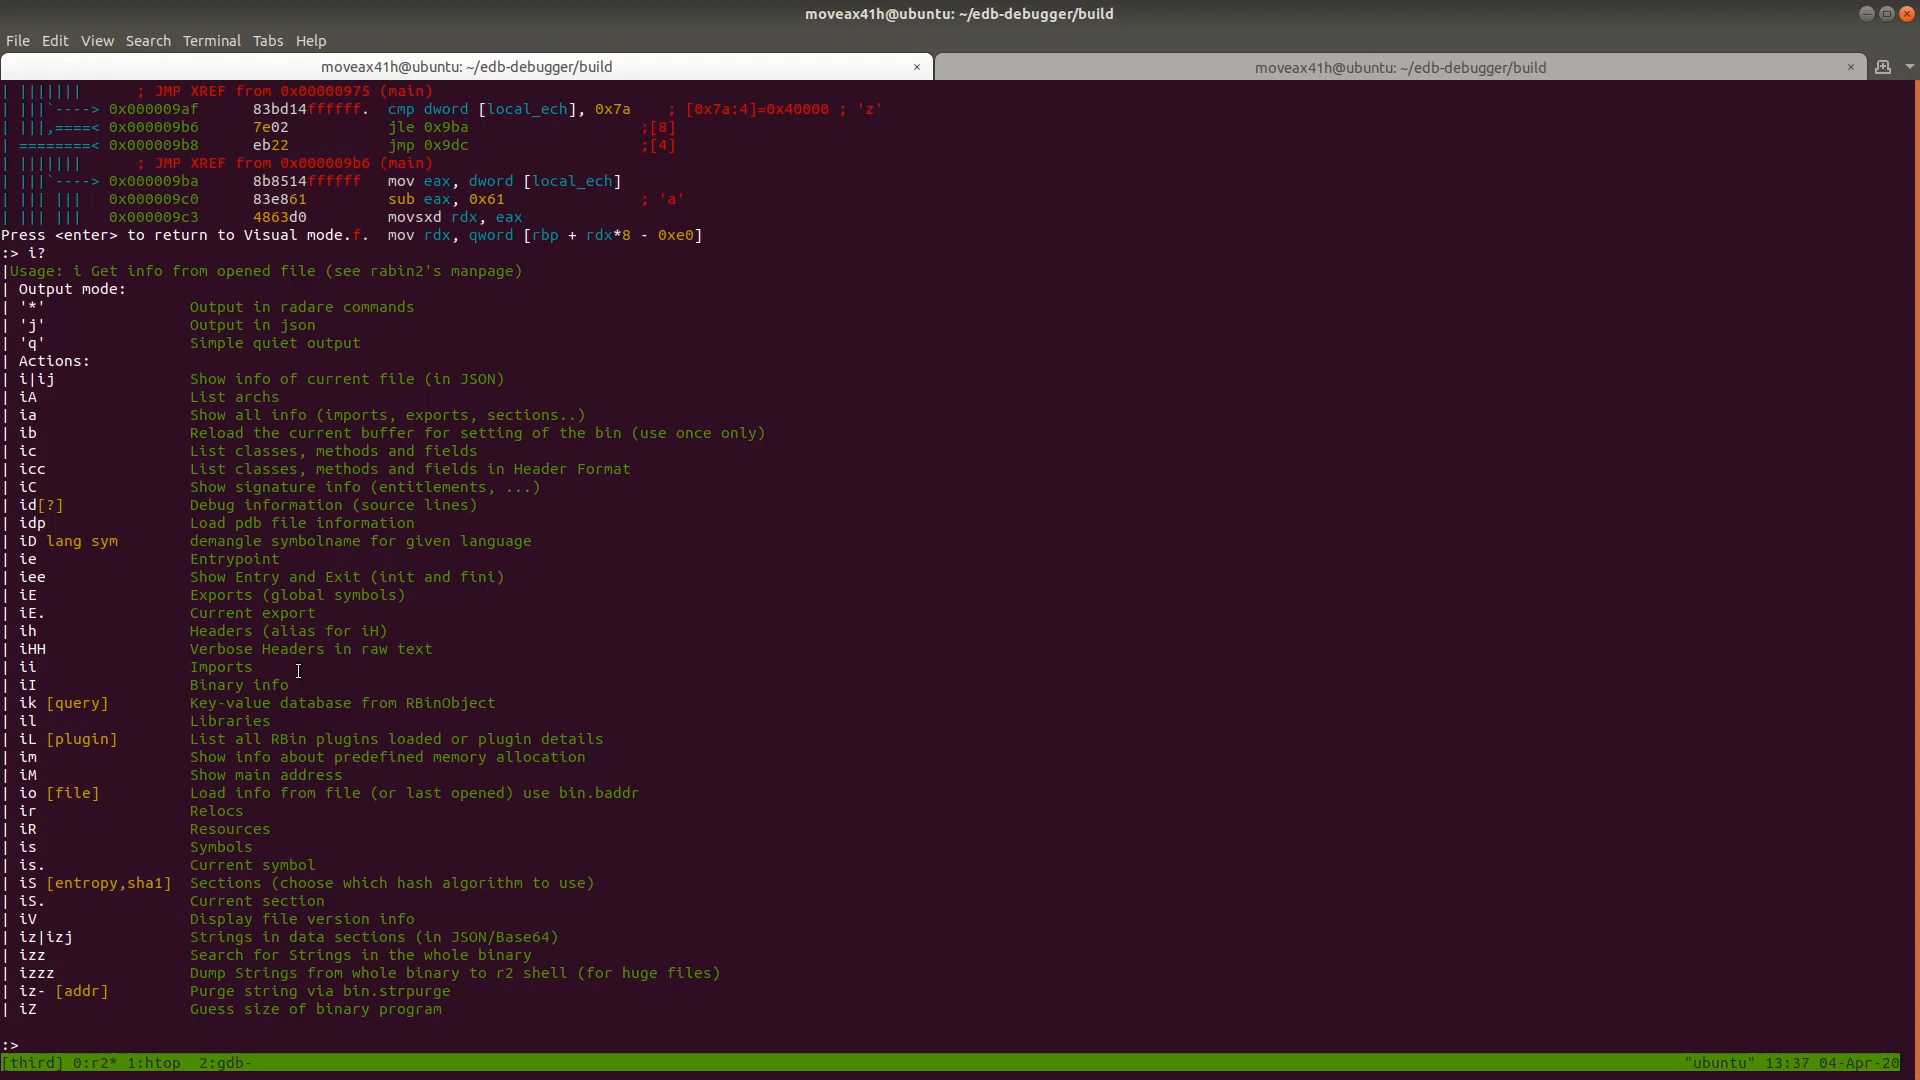 moveax41h@ubuntu: ~/edb-debugger/build
File Edit View Search Terminal Tabs Help
moveax41h@ubuntu: ~/edb-debugger/build × moveax41h@ubuntu: ~/edb-debugger/build ×
| ||||||| ; JMP XREF from 0x00000975 (main)
| |||`----> 0x000009af 83bd14ffffff. cmp dword [local_ech], 0x7a ; [0x7a:4]=0x40000 ; 'z'
| |||,====< 0x000009b6 7e02 jle 0x9ba ;[8]
| ========< 0x000009b8 eb22 jmp 0x9dc ;[4]
| ||||||| ; JMP XREF from 0x000009b6 (main)
| |||`----> 0x000009ba 8b8514ffffff mov eax, dword [local_ech]
| ||| ||| 0x000009c0 83e861 sub eax, 0x61 ; 'a'
| ||| ||| 0x000009c3 4863d0 movsxd rdx, eax
Press <enter> to return to Visual mode.f. mov rdx, qword [rbp + rdx*8 - 0xe0]
:> i?
|Usage: i Get info from opened file (see rabin2's manpage)
| Output mode:
| '*' Output in radare commands
| 'j' Output in json
| 'q' Simple quiet output
| Actions:
| i|ij Show info of current file (in JSON)
| iA List archs
| ia Show all info (imports, exports, sections..)
| ib Reload the current buffer for setting of the bin (use once only)
| ic List classes, methods and fields
| icc List classes, methods and fields in Header Format
| iC Show signature info (entitlements, ...)
| id[?] Debug information (source lines)
| idp Load pdb file information
| iD lang sym demangle symbolname for given language
| ie Entrypoint
| iee Show Entry and Exit (init and fini)
| iE Exports (global symbols)
| iE. Current export
| ih Headers (alias for iH)
| iHH Verbose Headers in raw text
| ii Imports
| iI Binary info
| ik [query] Key-value database from RBinObject
| il Libraries
| iL [plugin] List all RBin plugins loaded or plugin details
| im Show info about predefined memory allocation
| iM Show main address
| io [file] Load info from file (or last opened) use bin.baddr
| ir Relocs
| iR Resources
| is Symbols
| is. Current symbol
| iS [entropy,sha1] Sections (choose which hash algorithm to use)
| iS. Current section
| iV Display file version info
| iz|izj Strings in data sections (in JSON/Base64)
| izz Search for Strings in the whole binary
| izzz Dump Strings from whole binary to r2 shell (for huge files)
| iz- [addr] Purge string via bin.strpurge
| iZ Guess size of binary program
:>
[third] 0:r2* 1:htop 2:gdb- "ubuntu" 13:37 04-Apr-20